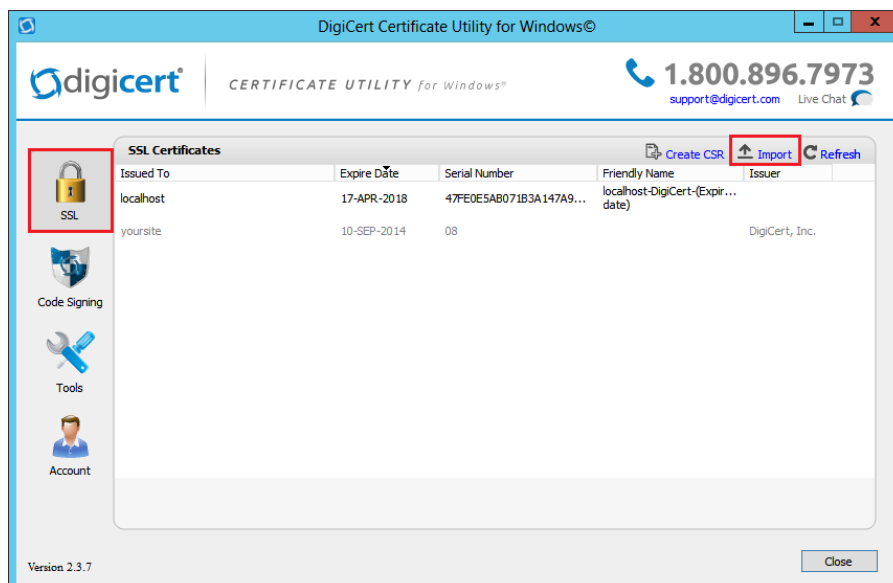 DigiCert Certificate Utility for Windows©
digicert® CERTIFICATE UTILITY for Windows®
1.800.896.7973
support@digicert.com Live Chat
SSL
Code Signing
Tools
Account
SSL Certificates Create CSR Import Refresh
Issued To Expire Date Serial Number Friendly Name Issuer
localhost 17-APR-2018 47FE0E5AB071B3A147A9... localhost-DigiCert-(Expir...
date)
yoursite 10-SEP-2014 08 DigiCert, Inc.
Version 2.3.7
Close